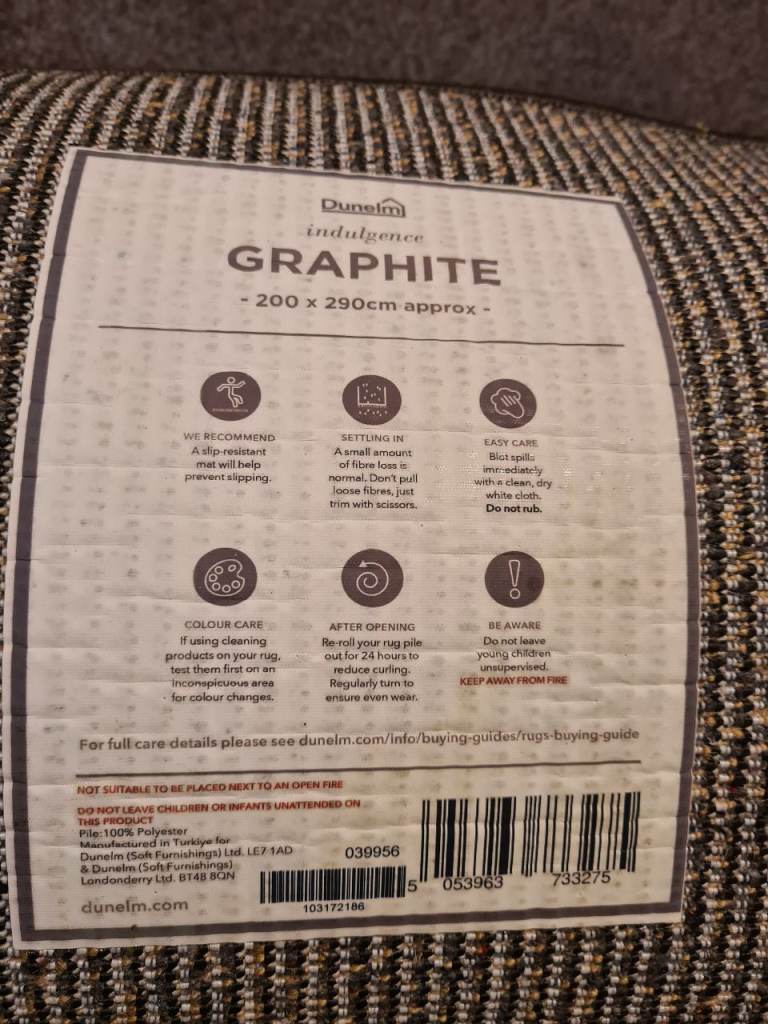 Dunelm
indulgence
GRAPHITE
- 200 x 290cm approx -
WE RECOMMEND
A slip-resistant
mat will help
prevent slipping.
SETTLING IN
A small amount
of fibre loss is
normal. Don't pull
loose fibres, just
trim with scissors.
EASY CARE
Blot spills
immediately
with a clean, dry
white cloth.
Do not rub.
COLOUR CARE
If using cleaning
products on your rug,
test them first on an
inconspicuous area
for colour changes.
AFTER OPENING
Re-roll your rug pile
out for 24 hours to
reduce curling.
Regularly turn to
ensure even wear.
BE AWARE
Do not leave
young children
unsupervised.
KEEP AWAY FROM FIRE
For full care details please see dunelm.com/info/buying-guides/rugs-buying-guide
NOT SUITABLE TO BE PLACED NEXT TO AN OPEN FIRE
DO NOT LEAVE CHILDREN OR INFANTS UNATTENDED ON
THIS PRODUCT
Pile:100% Polyester
Manufactured in Turkiye for
Dunelm (Soft Furnishings) Ltd. LE7 1AD
& Dunelm (Soft Furnishings)
Londonderry Ltd. BT48 8QN
dunelm.com
039956
103172186
5 053963 733275